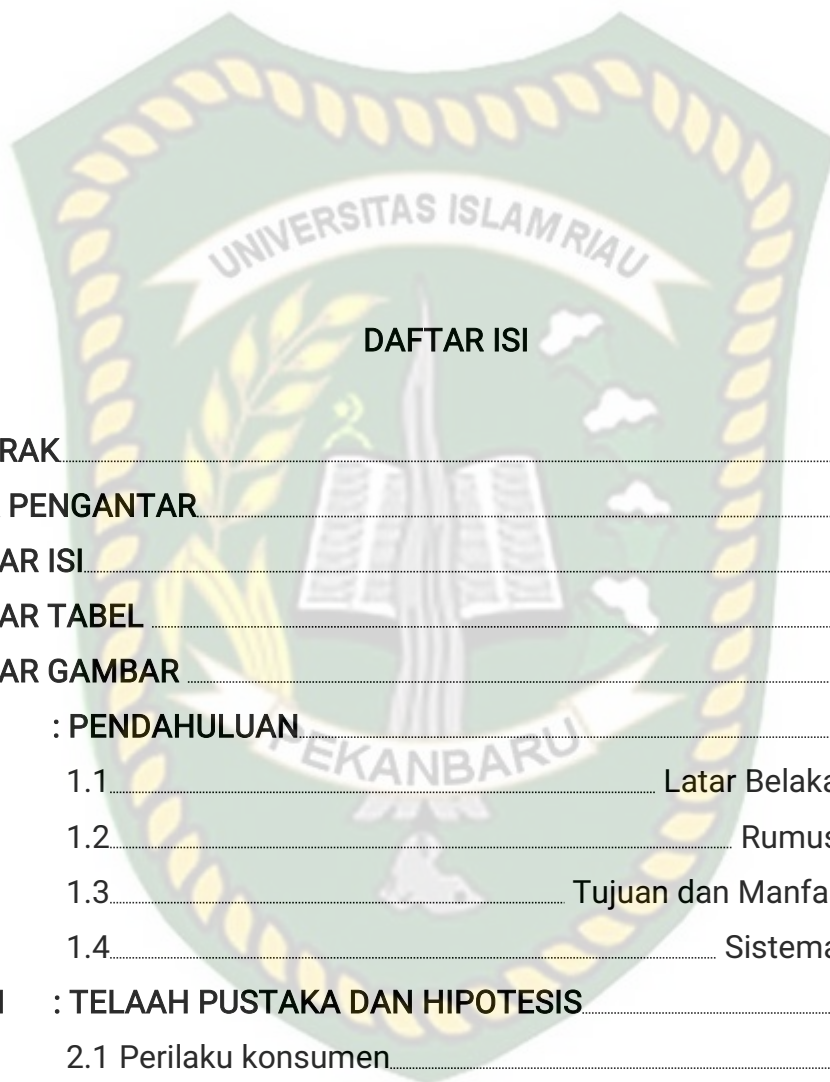 UNIVERSITAS ISLAM RIAU
DAFTAR ISI
RAK
PENGANTAR
AR ISI
AR TABEL
AR GAMBAR
: PENDAHULUAN
PEKANBARU
1.1 Latar Belaka
1.2 Rumus
1.3 Tujuan dan Manfa
1.4 Sistema
: TELAAH PUSTAKA DAN HIPOTESIS
2.1 Perilaku konsumen